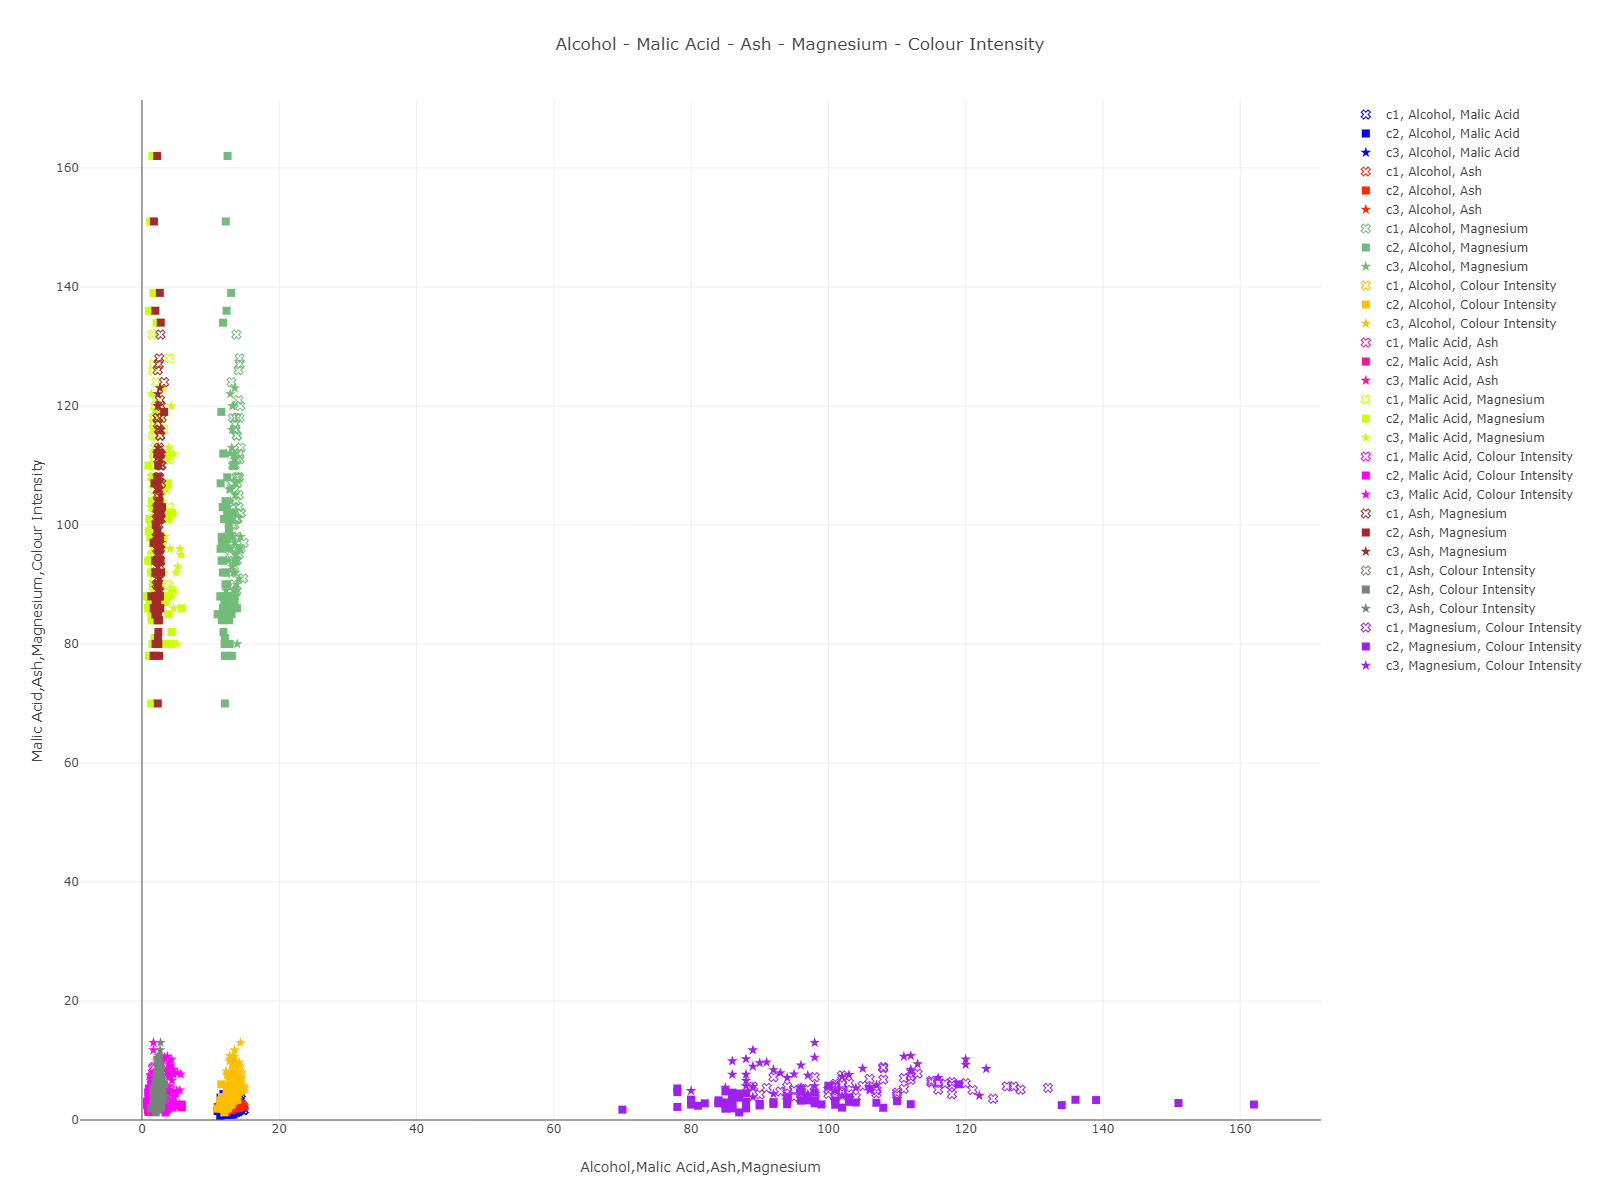 Alcohol - Malic Acid - Ash - Magnesium - Colour Intensity
Malic Acid,Ash,Magnesium,Colour Intensity
160
140
120
100
80
60
40
20
0
0 20 40 60 80 100 120 140 160
Alcohol,Malic Acid,Ash,Magnesium
c1, Alcohol, Malic Acid
c2, Alcohol, Malic Acid
c3, Alcohol, Malic Acid
c1, Alcohol, Ash
c2, Alcohol, Ash
c3, Alcohol, Ash
c1, Alcohol, Magnesium
c2, Alcohol, Magnesium
c3, Alcohol, Magnesium
c1, Alcohol, Colour Intensity
c2, Alcohol, Colour Intensity
c3, Alcohol, Colour Intensity
c1, Malic Acid, Ash
c2, Malic Acid, Ash
c3, Malic Acid, Ash
c1, Malic Acid, Magnesium
c2, Malic Acid, Magnesium
c3, Malic Acid, Magnesium
c1, Malic Acid, Colour Intensity
c2, Malic Acid, Colour Intensity
c3, Malic Acid, Colour Intensity
c1, Ash, Magnesium
c2, Ash, Magnesium
c3, Ash, Magnesium
c1, Ash, Colour Intensity
c2, Ash, Colour Intensity
c3, Ash, Colour Intensity
c1, Magnesium, Colour Intensity
c2, Magnesium, Colour Intensity
c3, Magnesium, Colour Intensity